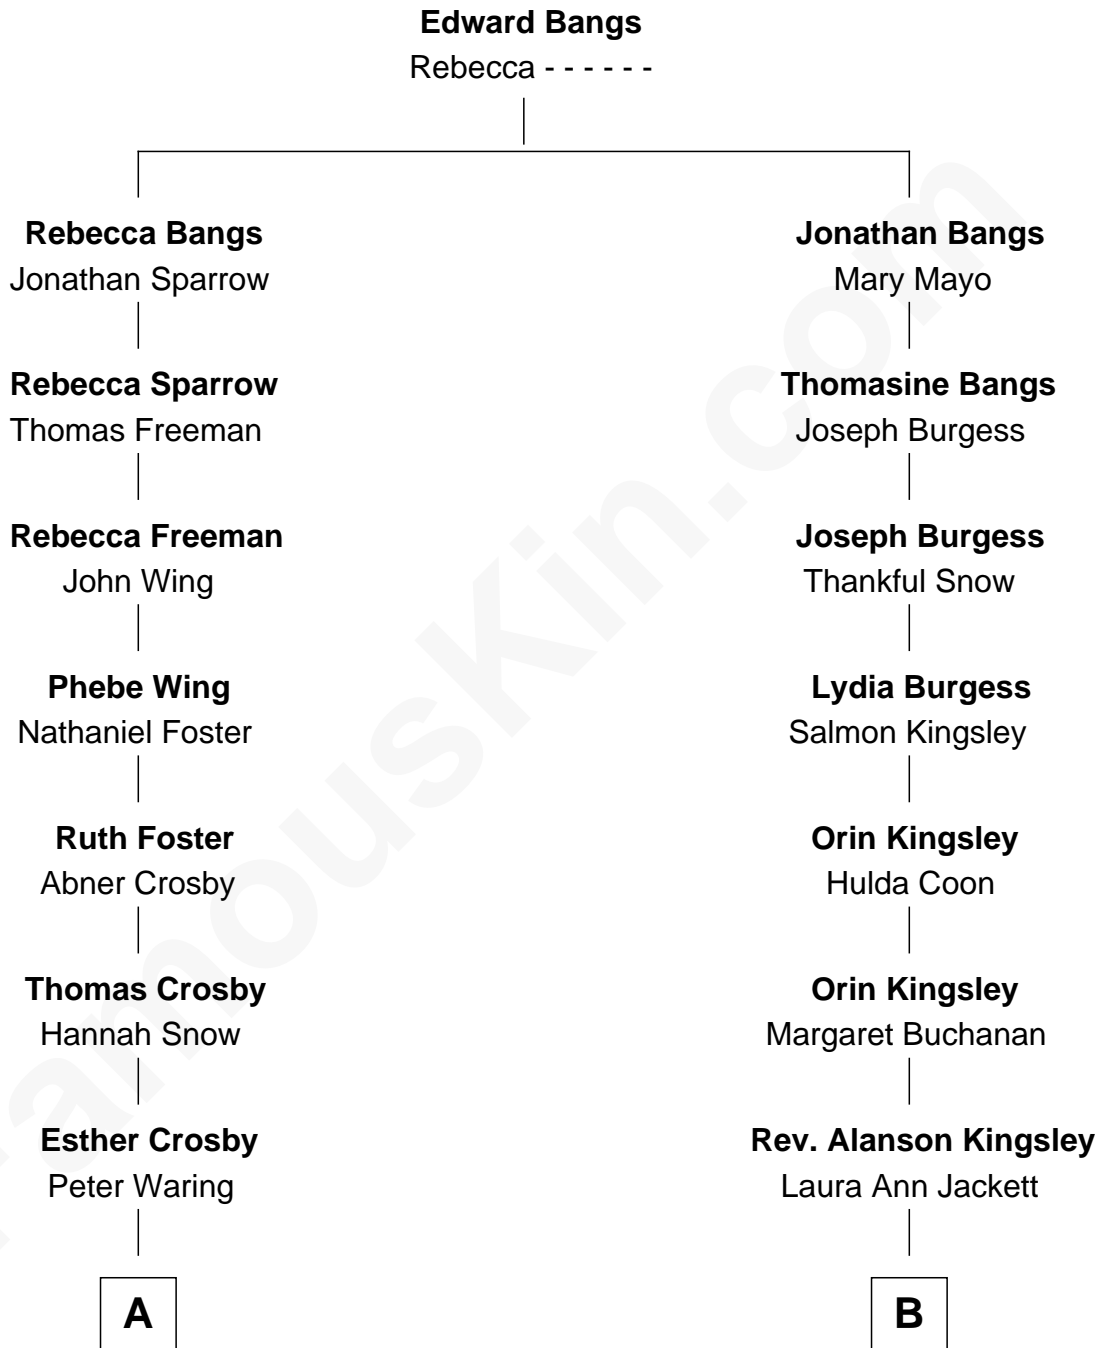 Edward Bangs
Rebecca - - - - - -
Rebecca Bangs
Jonathan Sparrow
Jonathan Bangs
Mary Mayo
Rebecca Sparrow
Thomas Freeman
Thomasine Bangs
Joseph Burgess
Rebecca Freeman
John Wing
Joseph Burgess
Thankful Snow
Phebe Wing
Nathaniel Foster
Lydia Burgess
Salmon Kingsley
Ruth Foster
Abner Crosby
Orin Kingsley
Hulda Coon
Thomas Crosby
Hannah Snow
Orin Kingsley
Margaret Buchanan
Esther Crosby
Peter Waring
Rev. Alanson Kingsley
Laura Ann Jackett
A
B
FamousKin.com